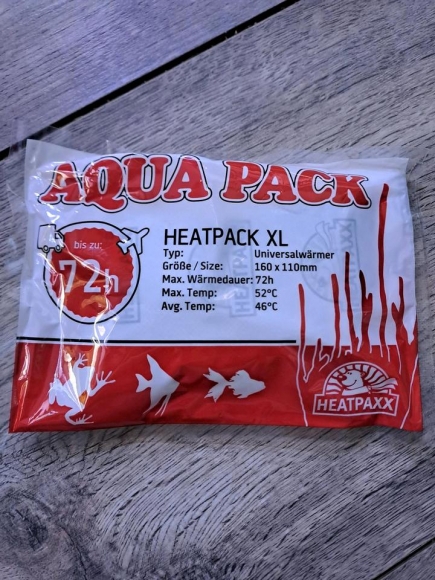 AQUA PACK
bis zu:
72h
HEATPACK XL
Typ: Universalwärmer
Größe / Size: 160 x 110mm
Max. Wärmedauer: 72h
Max. Temp: 52°C
Avg. Temp: 46°C
HEATPAXX